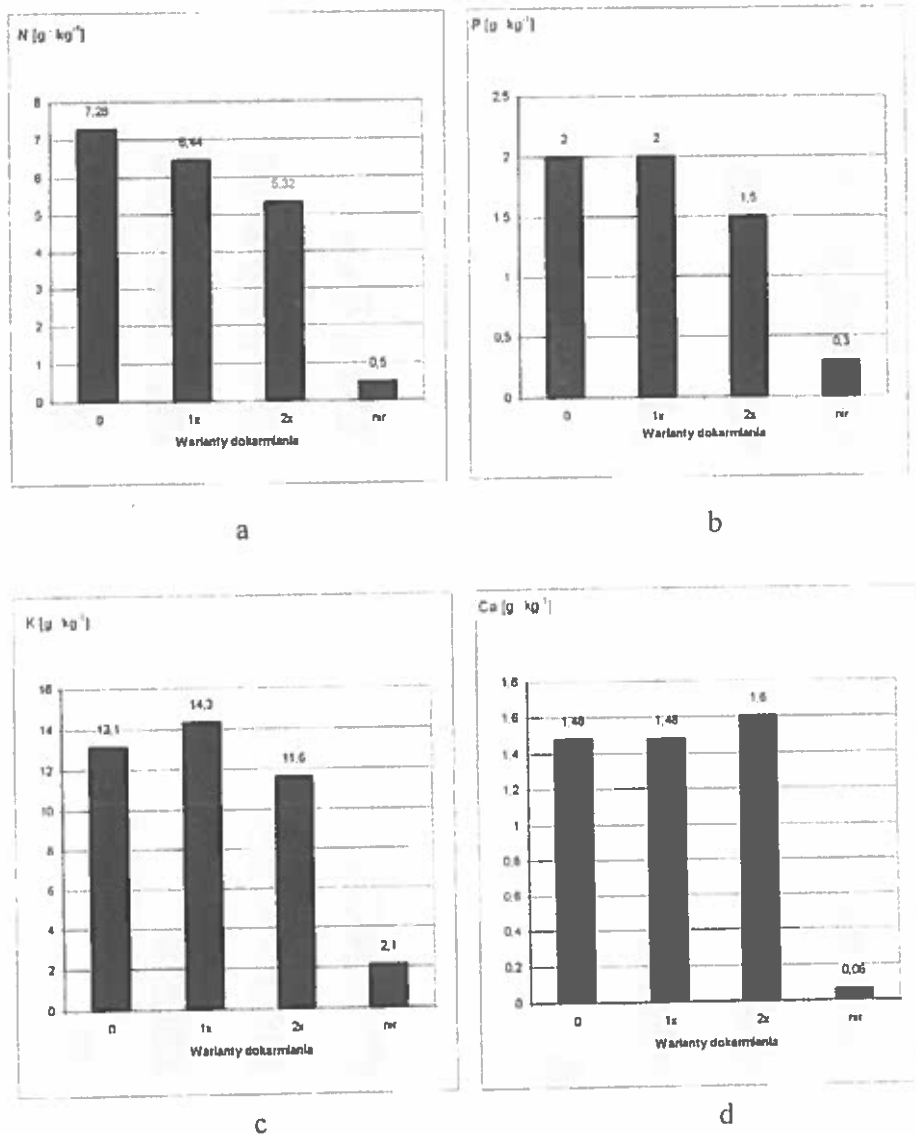 N [g · kg⁻¹]
8
7
6
5
4
3
2
1
0
7,28
6,44
5,32
0,5
0
1x
2x
nir
Warianty dokarmiania
a
P [g · kg⁻¹]
2,5
2
1,5
1
0,5
0
2
2
1,5
0,3
0
1x
2x
nir
Warianty dokarmiania
b
K [g · kg⁻¹]
16
14
12
10
8
6
4
2
0
13,1
14,3
11,6
2,1
0
1x
2x
nir
Warianty dokarmiania
c
Ca [g · kg⁻¹]
1,8
1,6
1,4
1,2
1
0,8
0,6
0,4
0,2
0
1,48
1,48
1,6
0,06
0
1x
2x
nir
Warianty dokarmiania
d